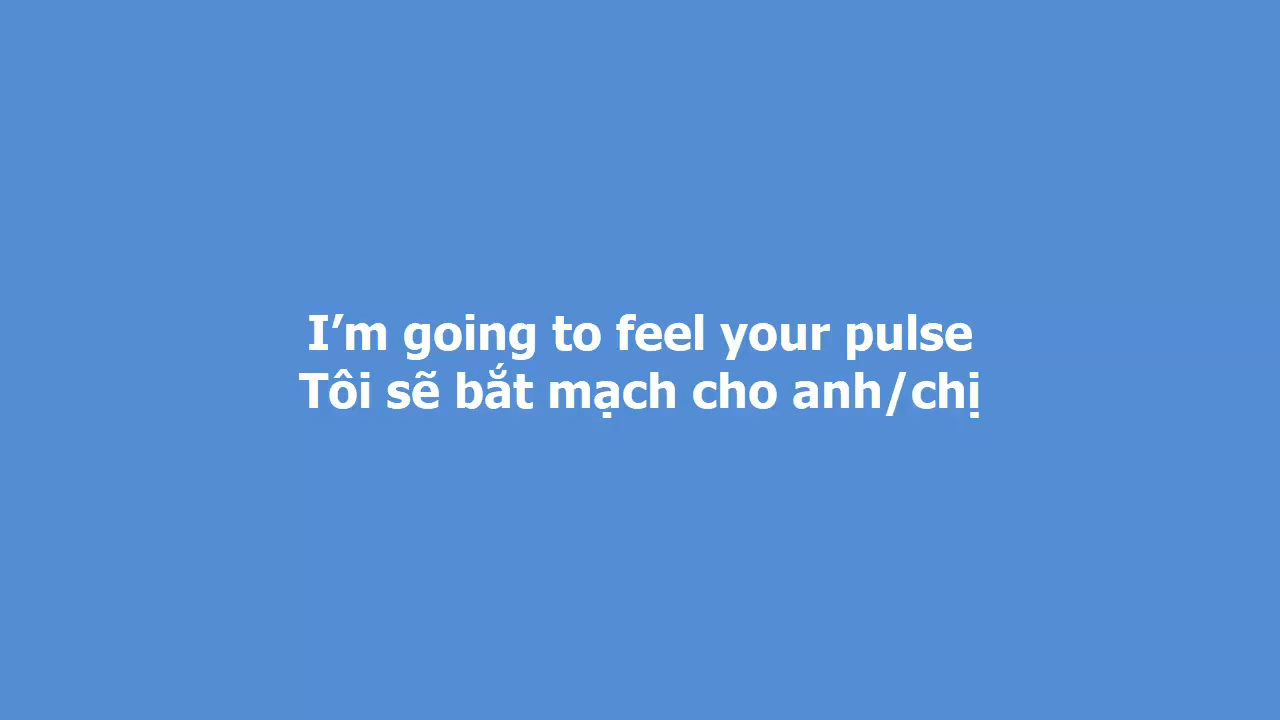 I’m going to feel your pulse
Tôi sẽ bắt mạch cho anh/chị